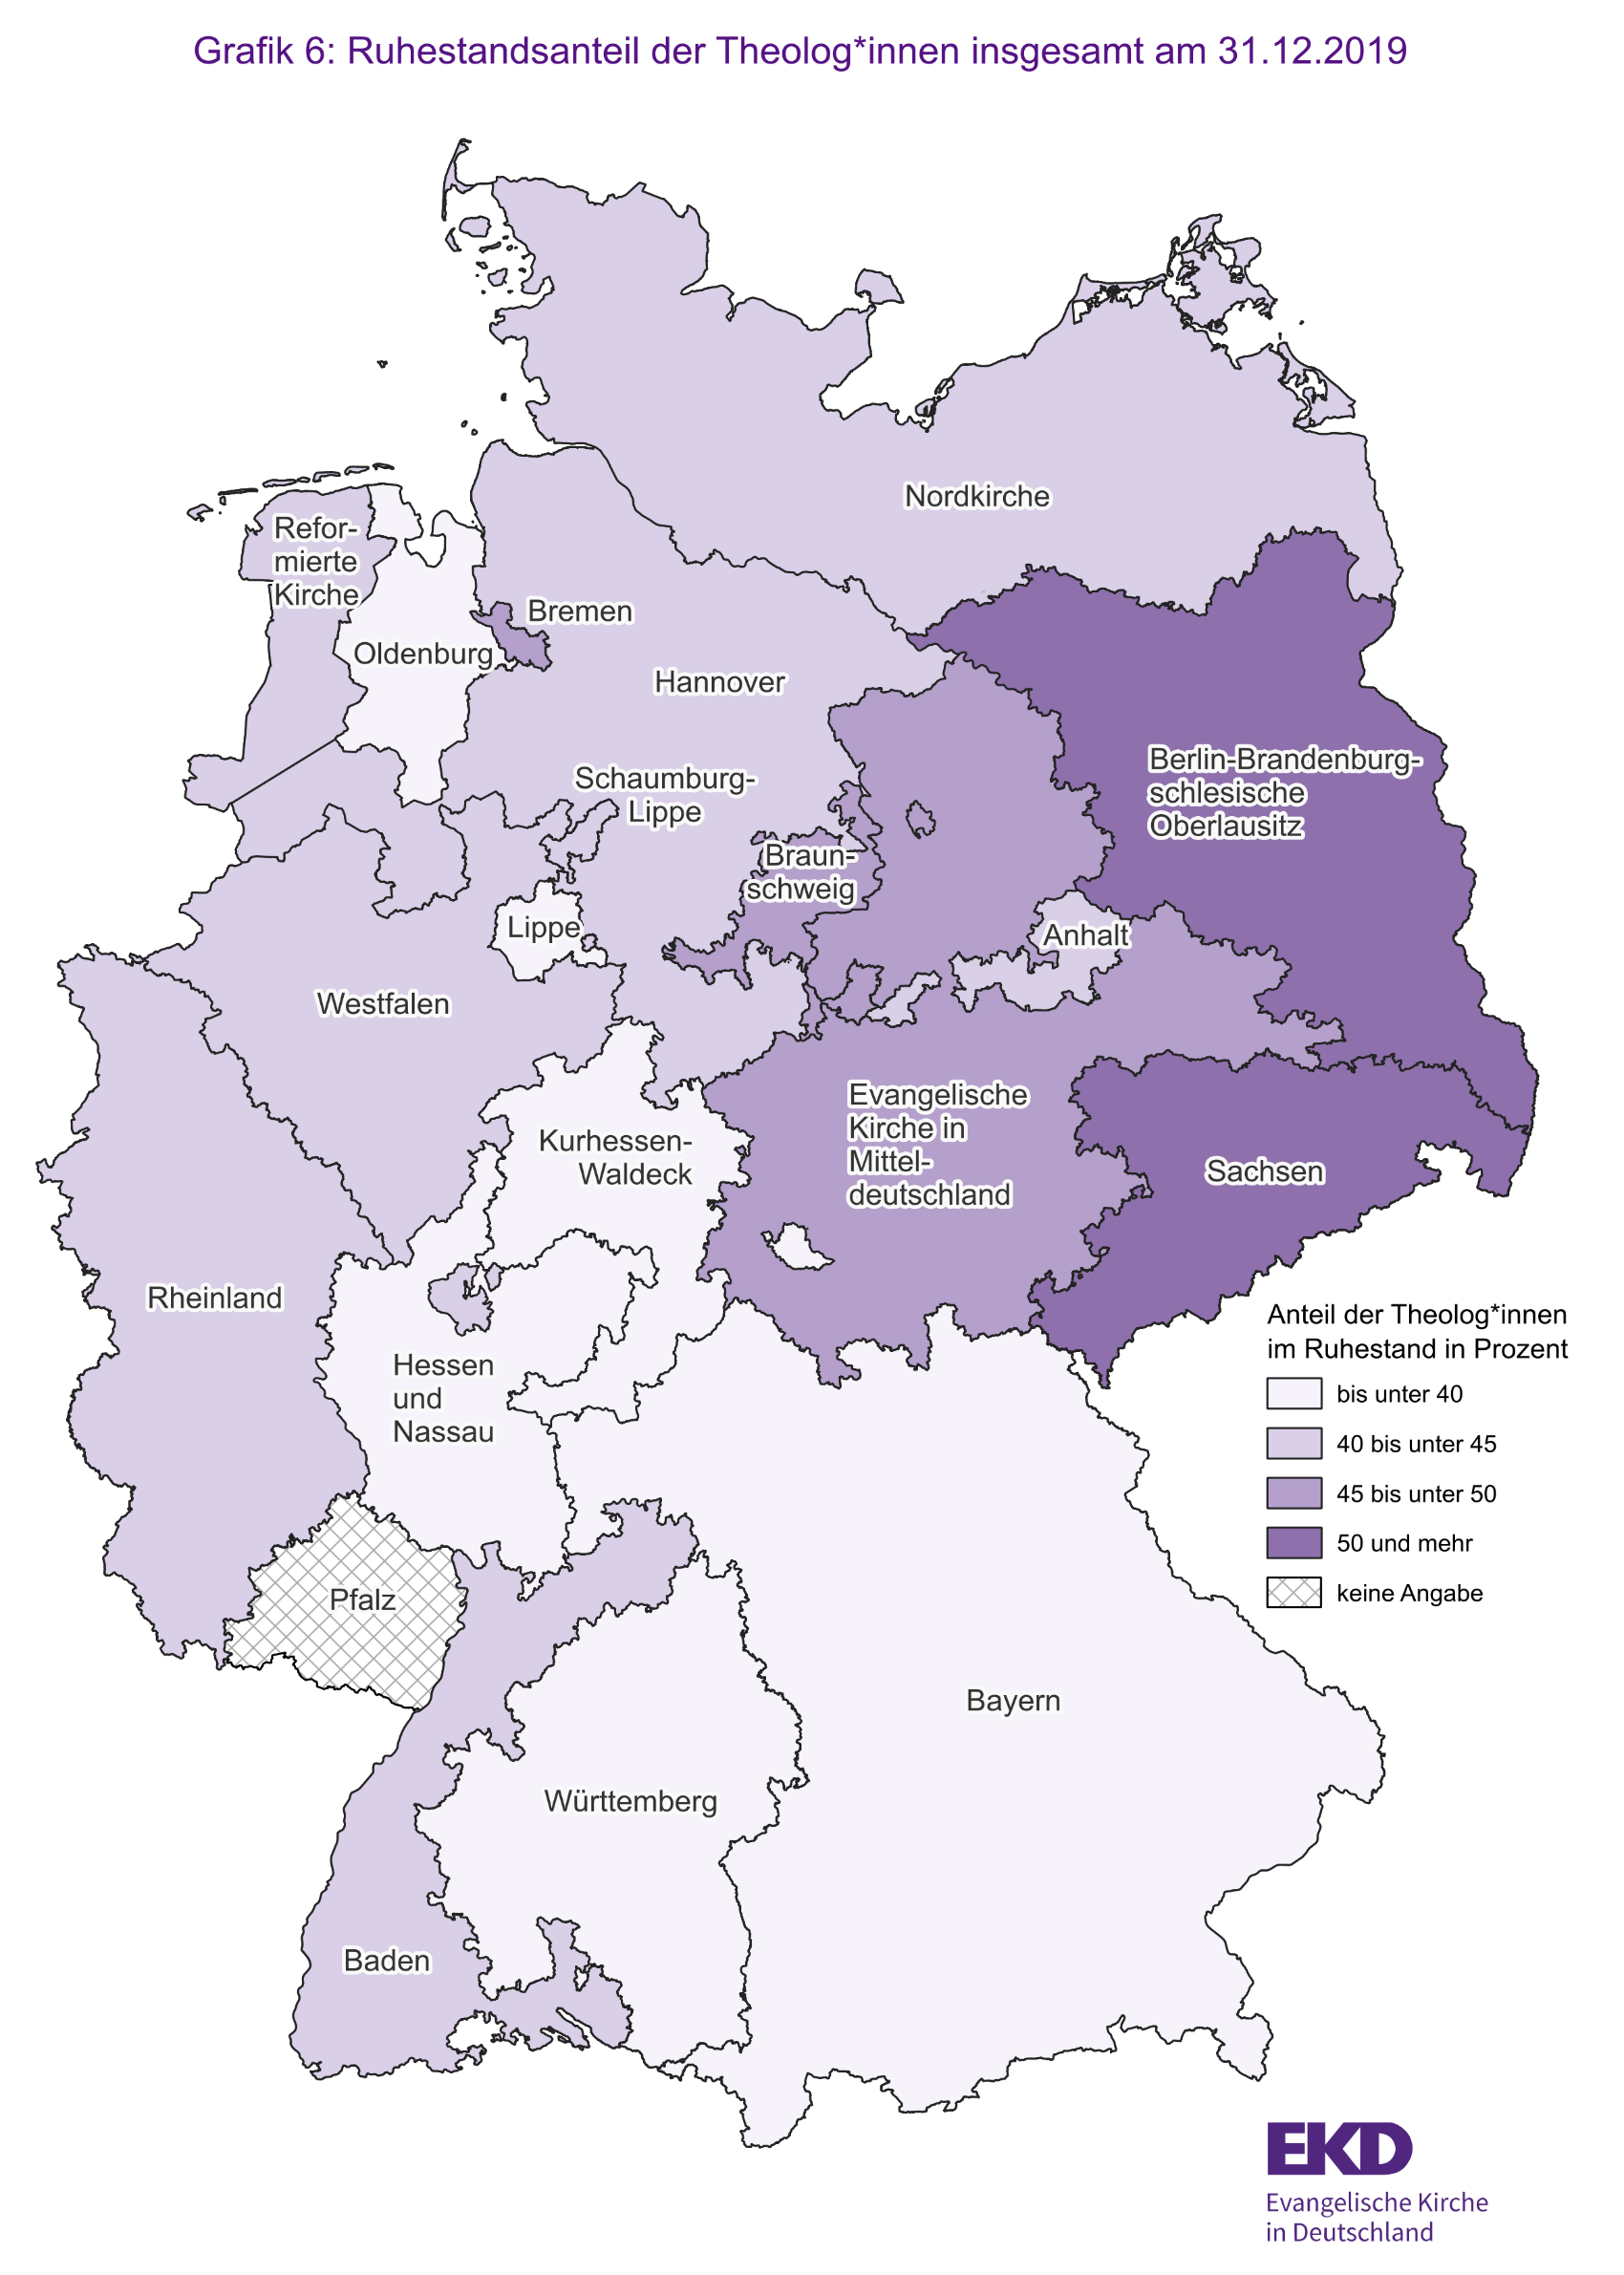 Grafik 6: Ruhestandsanteil der Theolog*innen insgesamt am 31.12.2019
Nordkirche
Refor-
mierte
Kirche
Bremen
Oldenburg
Hannover
Berlin-Brandenburg-
schlesische
Oberlausitz
Schaumburg-
Lippe
Braun-
schweig
Lippe
Anhalt
Westfalen
Evangelische
Kirche in
Mittel-
deutschland
Kurhessen-
Waldeck
Sachsen
Rheinland
Hessen
und
Nassau
Anteil der Theolog*innen
im Ruhestand in Prozent
bis unter 40
40 bis unter 45
45 bis unter 50
50 und mehr
keine Angabe
Pfalz
Bayern
Württemberg
Baden
EKD
Evangelische Kirche
in Deutschland